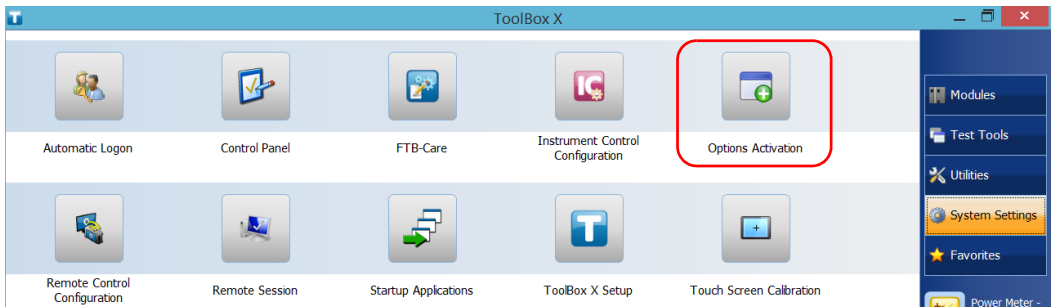 T ToolBox X
Automatic Logon
Control Panel
FTB-Care
IC
Instrument Control
Configuration
Options Activation
Remote Control
Configuration
Remote Session
Startup Applications
T
ToolBox X Setup
Touch Screen Calibration
Modules
Test Tools
Utilities
System Settings
Favorites
Power Meter -